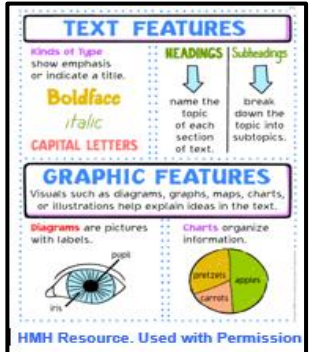 TEXT FEATURES
Kinds of Type
show emphasis
or indicate a title.
Boldface
italic
CAPITAL LETTERS
HEADINGS
name the
topic
of each
section
of text.
Subheadings
break
down the
topic into
subtopics.
GRAPHIC FEATURES
Visuals such as diagrams, graphs, maps, charts,
or illustrations help explain ideas in the text.
Diagrams are pictures
with labels.
pupil
iris
Charts organize
information.
pretzels
apples
carrots
HMH Resource. Used with Permission